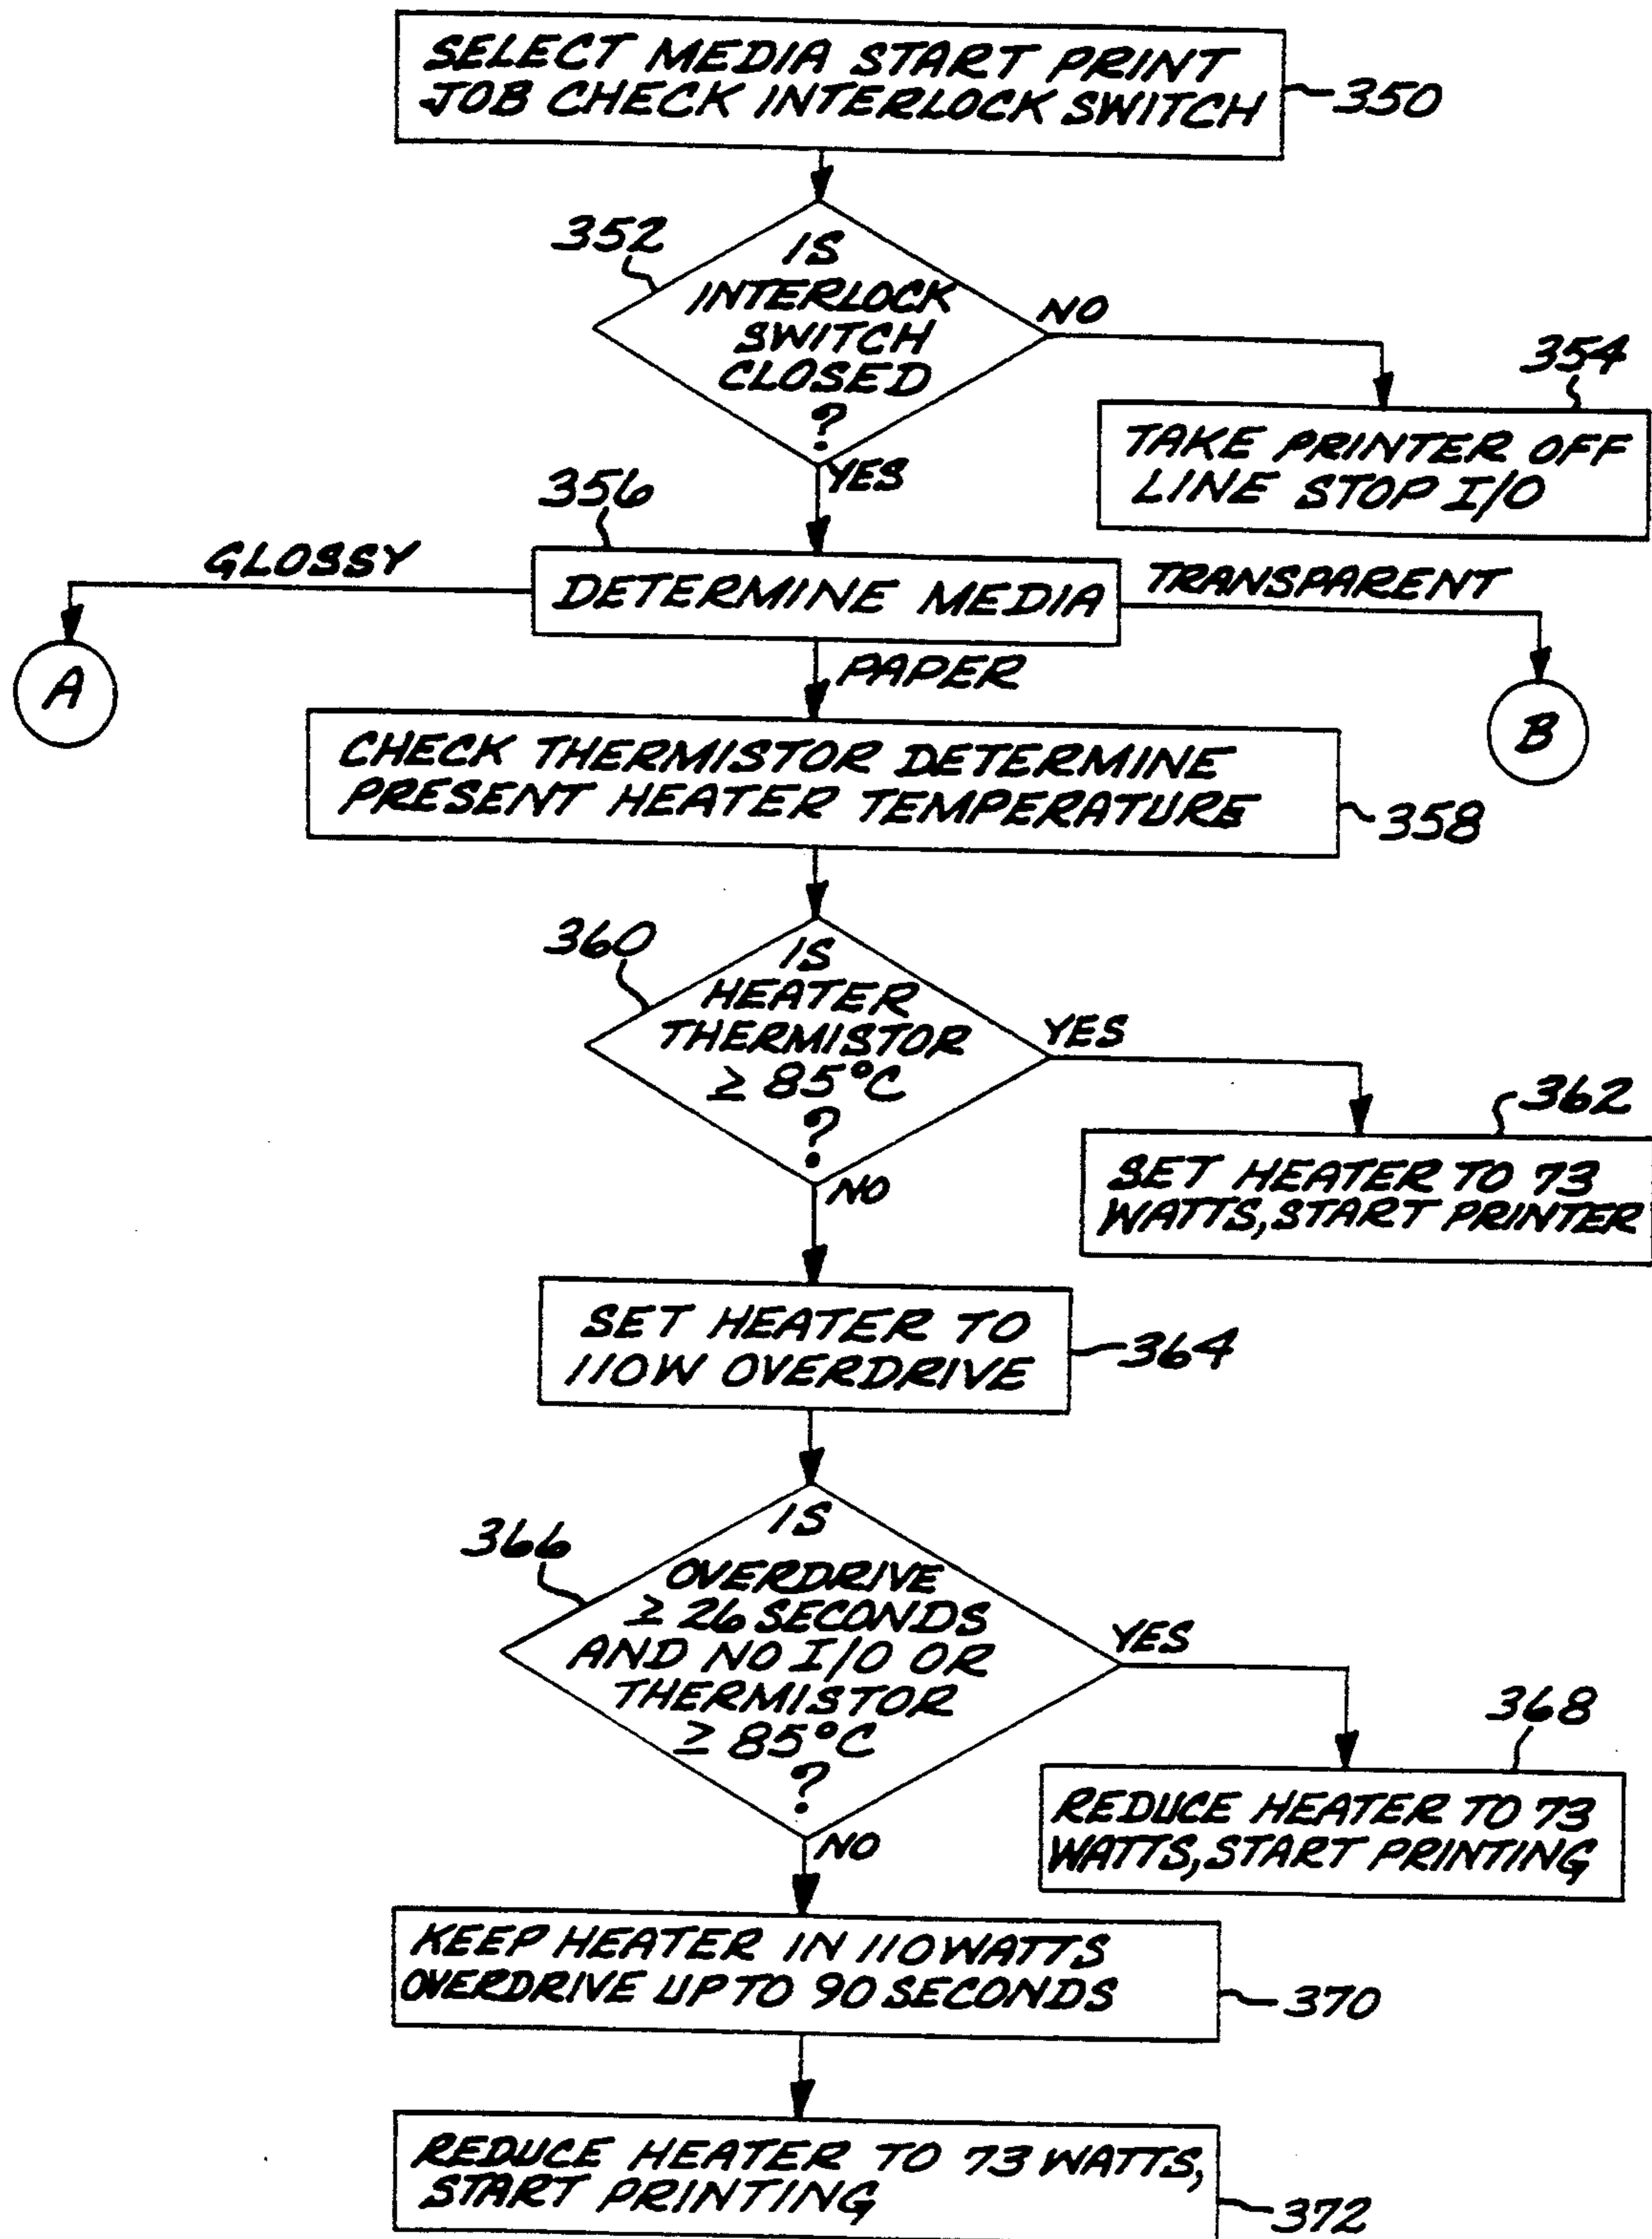 SELECT MEDIA START PRINT
JOB CHECK INTERLOCK SWITCH
350
352
IS
INTERLOCK
SWITCH
CLOSED
?
NO
354
TAKE PRINTER OFF
LINE STOP I/O
YES
356
GLOSSY
DETERMINE MEDIA
TRANSPARENT
A
PAPER
B
CHECK THERMISTOR DETERMINE
PRESENT HEATER TEMPERATURE
358
360
IS
HEATER
THERMISTOR
≥ 85°C
?
YES
362
SET HEATER TO 73
WATTS, START PRINTER
NO
SET HEATER TO
110W OVERDRIVE
364
366
IS
OVERDRIVE
≥ 26 SECONDS
AND NO I/O OR
THERMISTOR
≥ 85°C
?
YES
368
REDUCE HEATER TO 73
WATTS, START PRINTING
NO
KEEP HEATER IN 110 WATTS
OVERDRIVE UP TO 90 SECONDS
370
REDUCE HEATER TO 73 WATTS,
START PRINTING
372